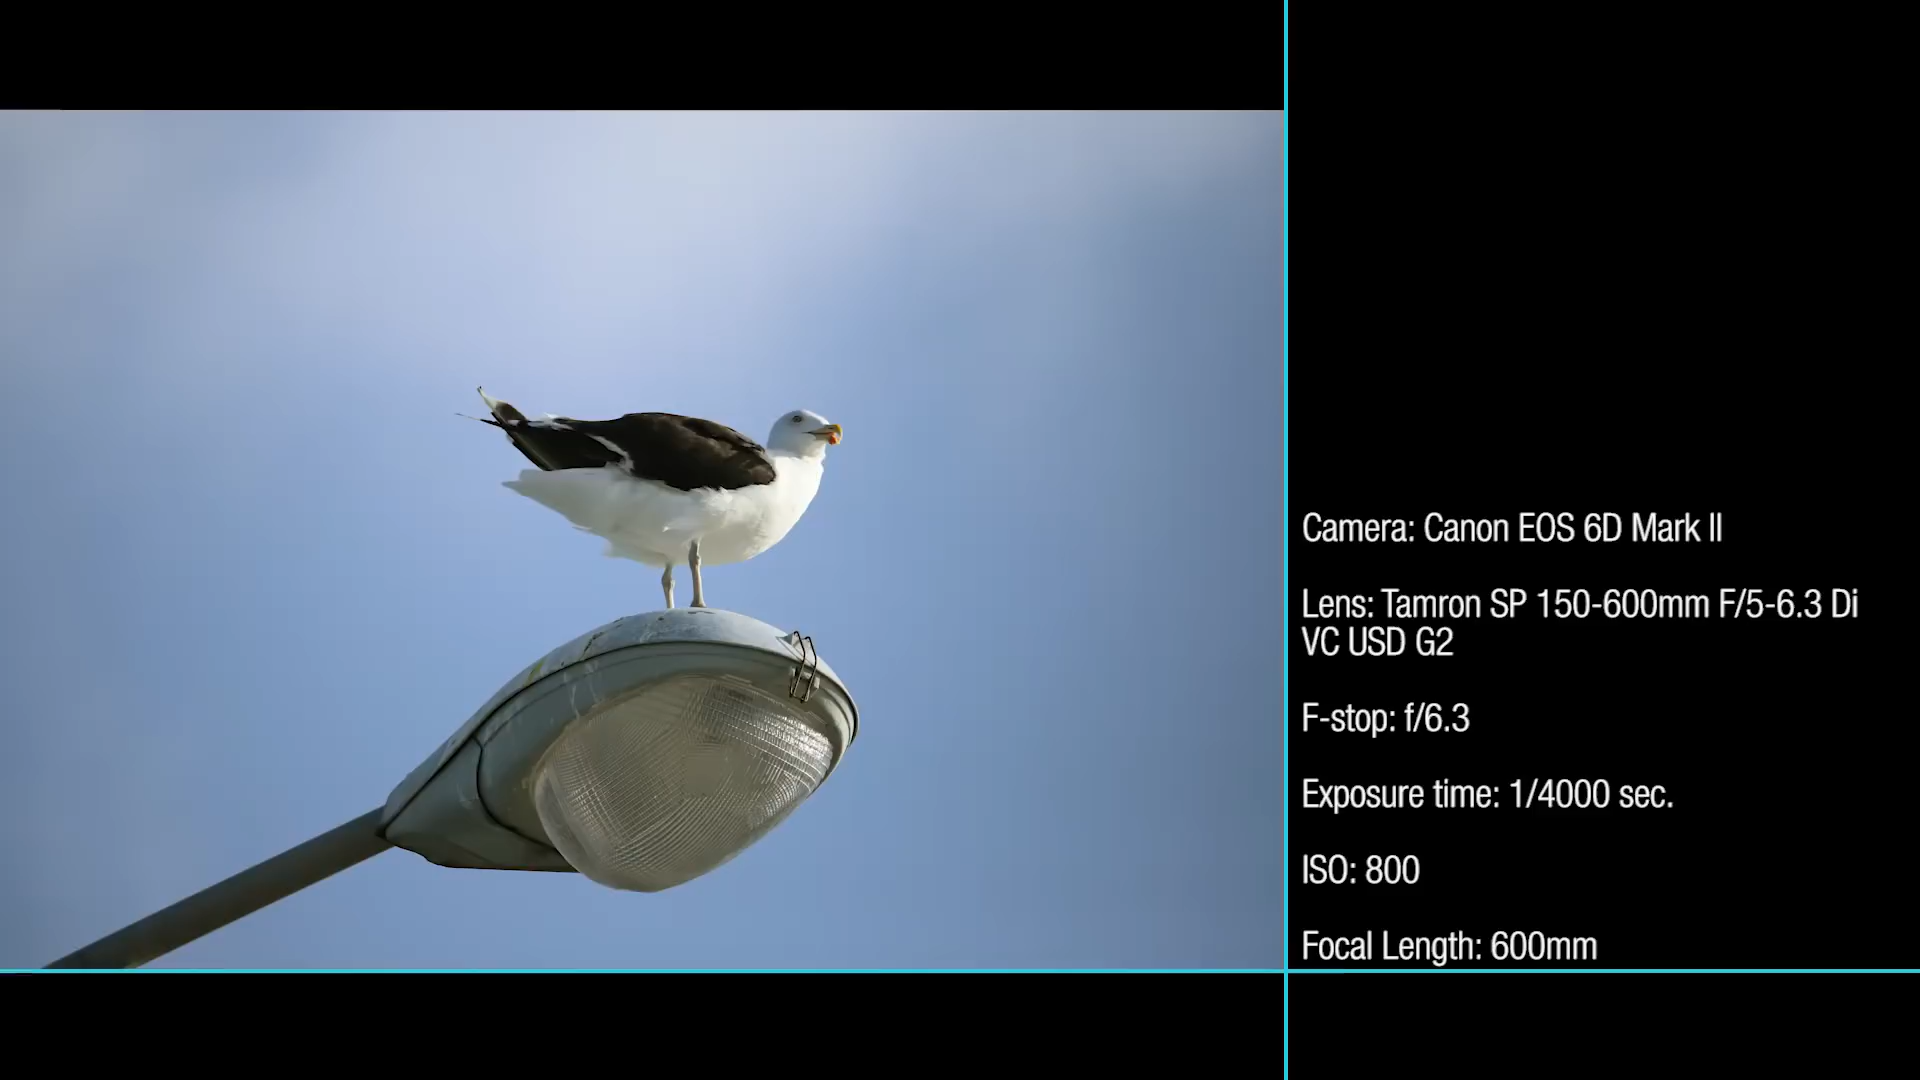 Camera: Canon EOS 6D Mark II
Lens: Tamron SP 150-600mm F/5-6.3 Di
VC USD G2
F-stop: f/6.3
Exposure time: 1/4000 sec.
ISO: 800
Focal Length: 600mm